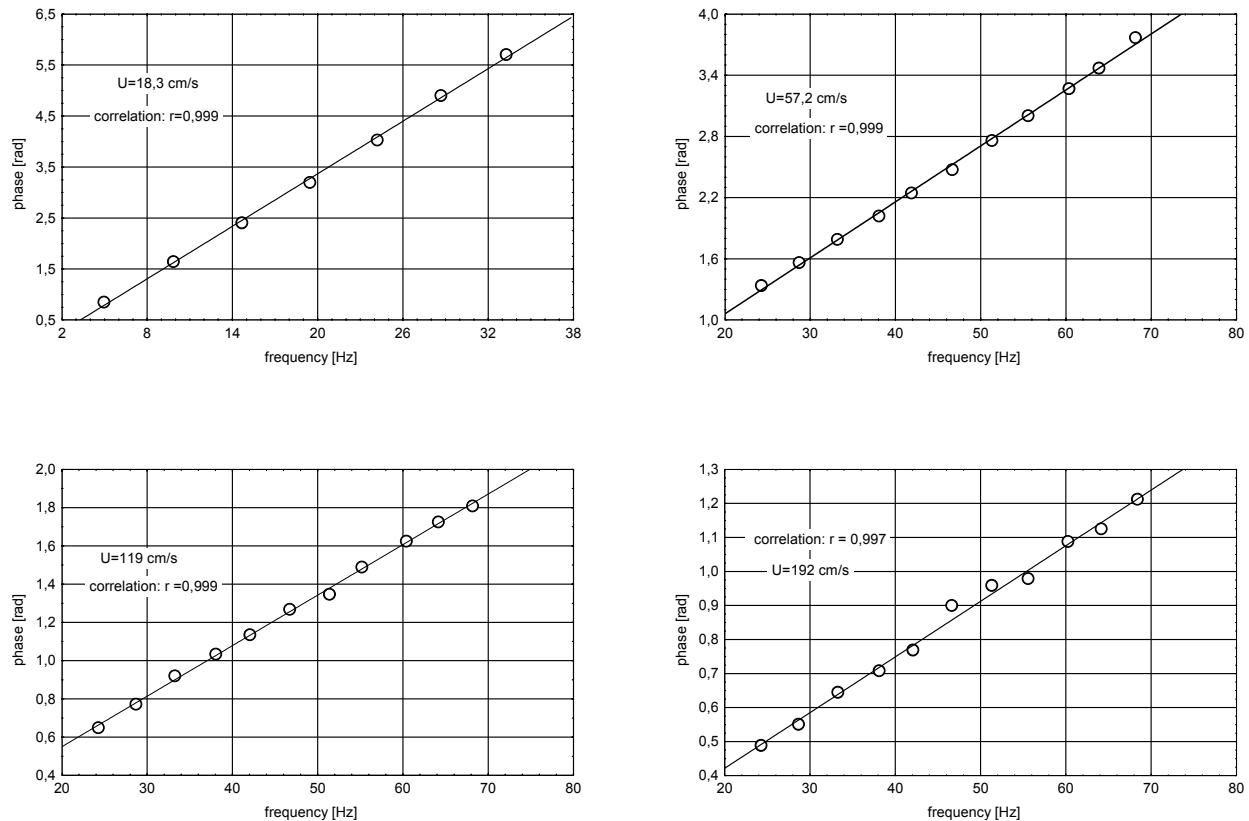 6,5
5,5
4,5
3,5
2,5
1,5
0,5
phase [rad]
U=18,3 cm/s
correlation: r=0,999
2 8 14 20 26 32 38
frequency [Hz]
4,0
3,4
2,8
2,2
1,6
1,0
phase [rad]
U=57,2 cm/s
correlation: r=0,999
20 30 40 50 60 70 80
frequency [Hz]
2,0
1,8
1,6
1,4
1,2
1,0
0,8
0,6
0,4
phase [rad]
U=119 cm/s
correlation: r =0,999
20 30 40 50 60 70 80
frequency [Hz]
1,3
1,2
1,1
1,0
0,9
0,8
0,7
0,6
0,5
0,4
phase [rad]
correlation: r = 0,997
U=192 cm/s
20 30 40 50 60 70 80
frequency [Hz]